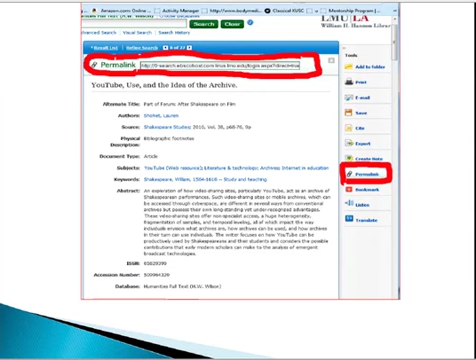 Amazon.com: Online
Activity Manager
Classical KUSC
Mentorship Program
LMU LA
William H. Hannon Librar
Search
Clear
Advanced Search
Visual Search
Search History
Result List
Refine Search
Permalink
YouTube, Use, and the Idea of the Archive.
Alternate Title: Part of: Forum: After Shakespeare on Film
Authors: Shohet, Lauren
Source: Shakespeare Studies; 2010, Vol. 38, p68-76, 9p
Physical Description: Bibliographic footnotes
Document Type: Article
Subjects: YouTube (Web resource); Literature & technology; Archives; Internet in education
Keywords: Shakespeare, William, 1564-1616 -- Study and teaching
Abstract: An exploration of how video-sharing sites, particularly YouTube, act as an archive of
Shakespearean performances. Such video-sharing sites or mobile archives, which can
be accessed through cyberspace, are different in several ways from conventional
archives but possess their own long-standing yet under-recognized advantages.
These video-sharing sites offer non-specialist access, a huge heterogeneity,
fragmentation of samples, and temporal leveling, all of which impact the way
individuals envision what archives are, how archives can be used, and how archives
in their turn can use individuals. The writer focuses on how YouTube can be
productively used by Shakespeareans and their students and considers the possible
contributions that early modern scholars can make to the analysis of emergent
broadcast technologies.
ISSN:
Accession Number:
Database: Humanities Full Text (H.W. Wilson)
Tools
Add to folder
Print
E-mail
Save
Cite
Export
Create Note
Permalink
Bookmark
Listen
Translate